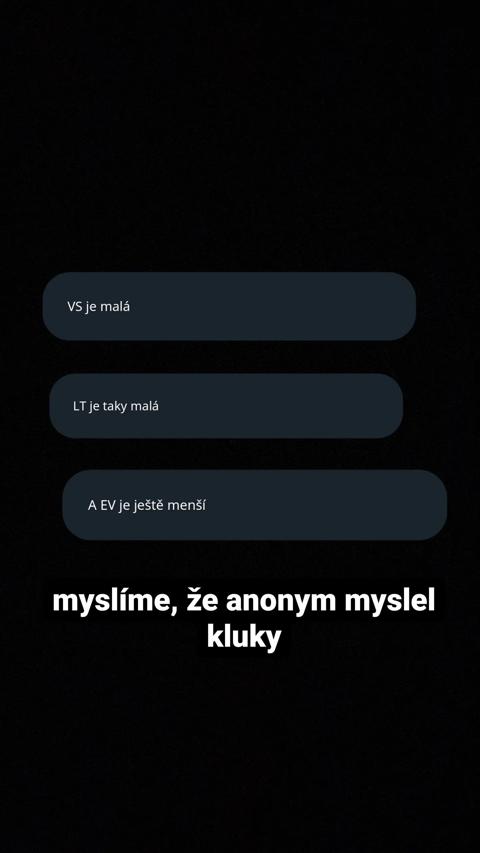 VS je malá
LT je taky malá
A EV je ještě menší
myslíme, že anonym myslel
kluky